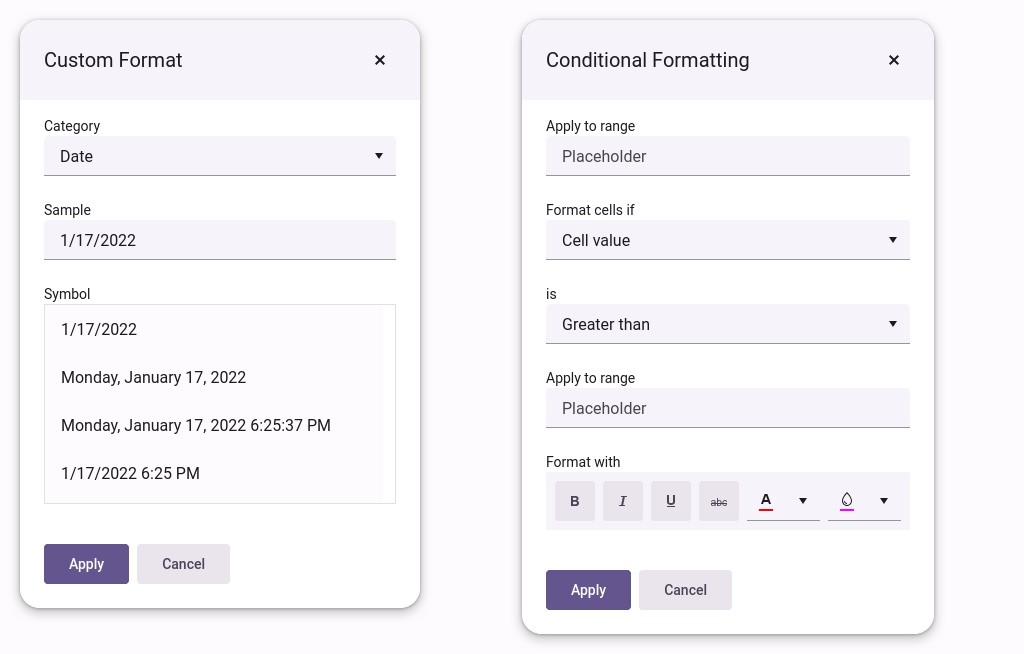 Custom Format
Category
Date
Sample
1/17/2022
Symbol
1/17/2022
Monday, January 17, 2022
Monday, January 17, 2022 6:25:37 PM
1/17/2022 6:25 PM
Apply
Cancel
Conditional Formatting
Apply to range
Placeholder
Format cells if
Cell value
is
Greater than
Apply to range
Placeholder
Format with
B I U abc A
Apply
Cancel